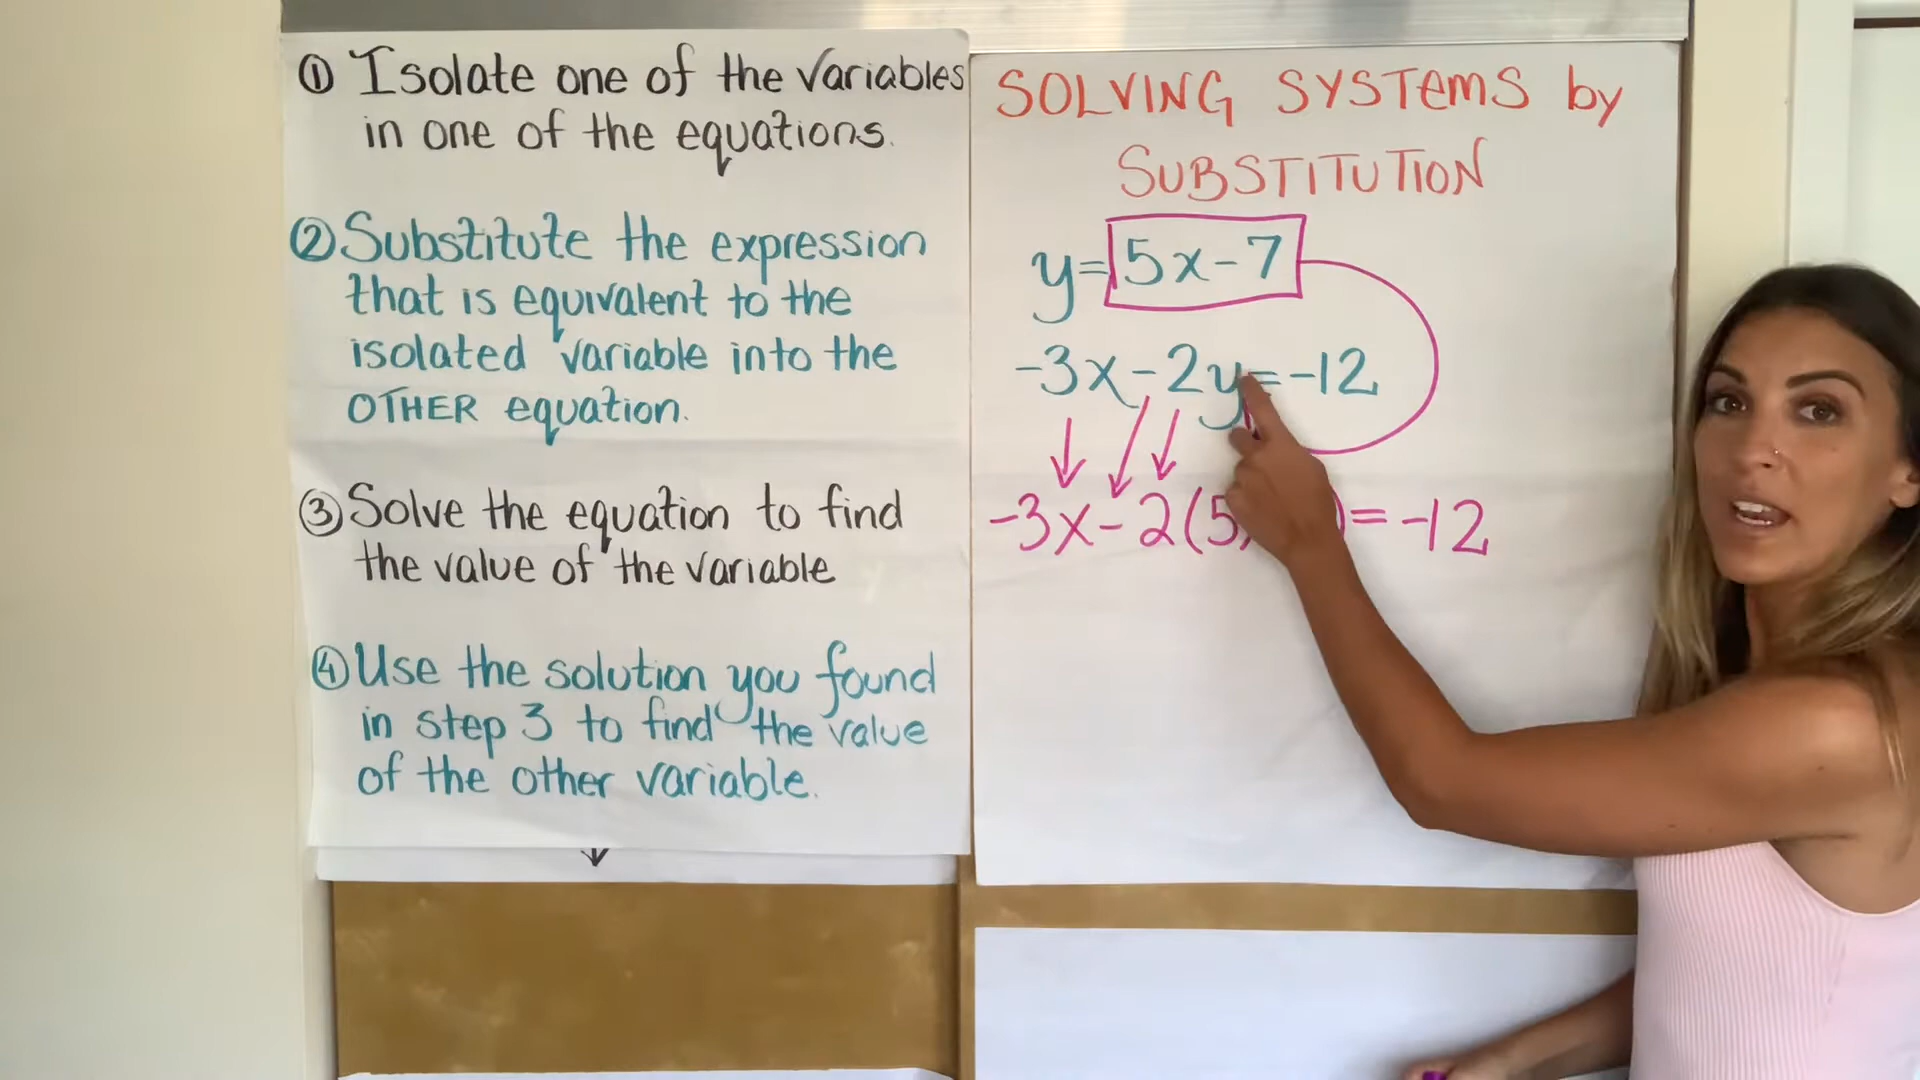 ① Isolate one of the variables
in one of the equations.
② Substitute the expression
that is equivalent to the
isolated variable into the
OTHER equation.
③ Solve the equation to find
the value of the variable
④ Use the solution you found
in step 3 to find the value
of the other variable.
SOLVING SYSTEMS by
SUBSTITUTION
y=5x-7
-3x-2y=-12
-3x-2(5 )=-12